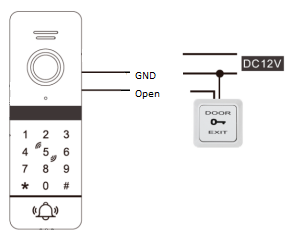 GND
Open
DC12V
DOOR
EXIT
1 2 3
4 5 6
7 8 9
* 0 #